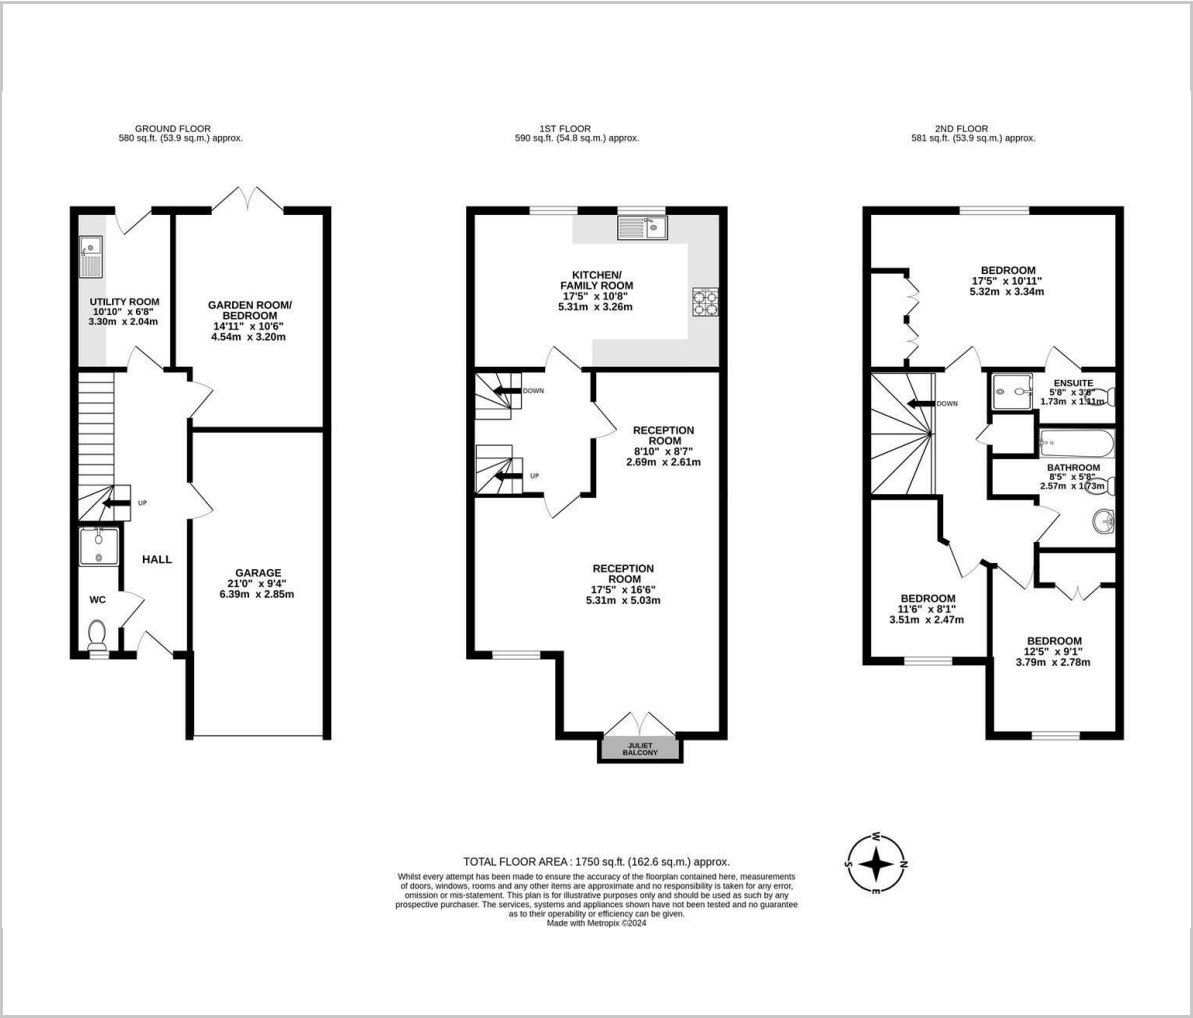 GROUND FLOOR
580 sq.ft. (53.9 sq.m.) approx.
1ST FLOOR
590 sq.ft. (54.8 sq.m.) approx.
2ND FLOOR
581 sq.ft. (53.9 sq.m.) approx.
UTILITY ROOM
10'10" x 6'8"
3.30m x 2.04m
GARDEN ROOM/
BEDROOM
14'11" x 10'6"
4.54m x 3.20m
UP
HALL
WC
GARAGE
21'0" x 9'4"
6.39m x 2.85m
KITCHEN/
FAMILY ROOM
17'5" x 10'8"
5.31m x 3.26m
DOWN
UP
RECEPTION
ROOM
8'10" x 8'7"
2.69m x 2.61m
RECEPTION
ROOM
17'5" x 16'6"
5.31m x 5.03m
JULIET
BALCONY
BEDROOM
17'5" x 10'11"
5.32m x 3.34m
DOWN
ENSUITE
5'8" x 3'8"
1.73m x 1.11m
BATHROOM
8'5" x 5'8"
2.57m x 1.73m
BEDROOM
11'6" x 8'1"
3.51m x 2.47m
BEDROOM
12'5" x 9'1"
3.79m x 2.78m
W
S
N
E
TOTAL FLOOR AREA : 1750 sq.ft. (162.6 sq.m.) approx.
Whilst every attempt has been made to ensure the accuracy of the floorplan contained here, measurements
of doors, windows, rooms and any other items are approximate and no responsibility is taken for any error,
omission or mis-statement. This plan is for illustrative purposes only and should be used as such by any
prospective purchaser. The services, systems and appliances shown have not been tested and no guarantee
as to their operability or efficiency can be given.
Made with Metropix ©2024